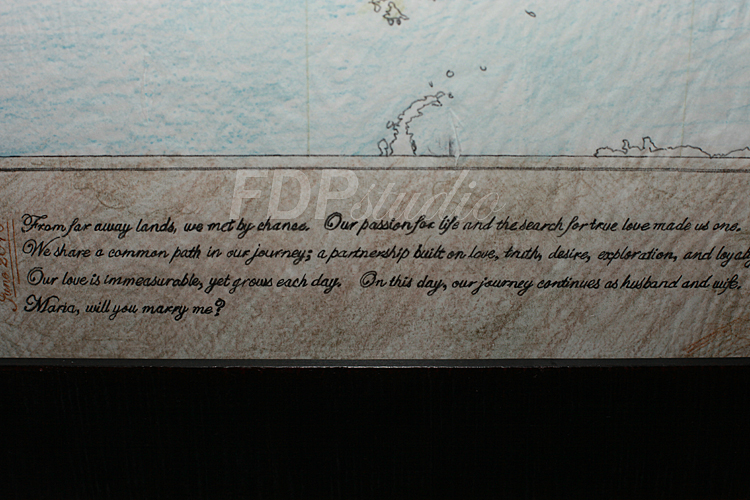 FDPstudio
From far away lands, we met by chance. Our passion for life and the search for true love made us one.
We share a common path in our journey; a partnership built on love, truth, desire, exploration, and loyalty
Our love is immeasurable, yet grows each day. On this day, our journey continues as husband and wife.
Maria, will you marry me?
June